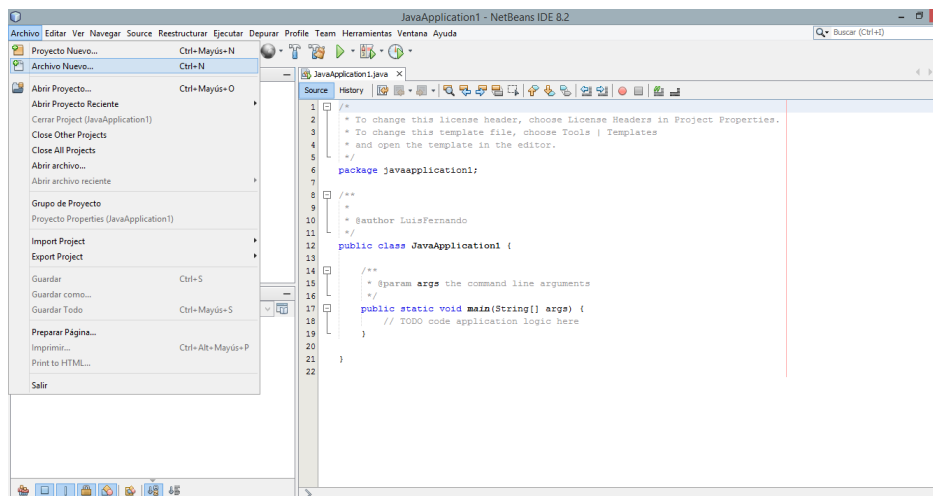 JavaApplication1 - NetBeans IDE 8.2
Archivo Editar Ver Navegar Source Reestructurar Ejecutar Depurar Profile Team Herramientas Ventana Ayuda
Buscar (Ctrl+I)
Proyecto Nuevo... Ctrl+Mayús+N
Archivo Nuevo... Ctrl+N
Abrir Proyecto... Ctrl+Mayús+O
Abrir Proyecto Reciente
Cerrar Project (JavaApplication1)
Close Other Projects
Close All Projects
Abrir archivo...
Abrir archivo reciente
Grupo de Proyecto
Proyecto Properties (JavaApplication1)
Import Project
Export Project
Guardar Ctrl+S
Guardar como...
Guardar Todo Ctrl+Mayús+S
Preparar Página...
Imprimir... Ctrl+Alt+Mayús+P
Print to HTML...
Salir
JavaApplication1.java
Source History
1 /*
2 * To change this license header, choose License Headers in Project Properties.
3 * To change this template file, choose Tools | Templates
4 * and open the template in the editor.
5 */
6 package javaapplication1;
7
8 /**
9 *
10 * @author LuisFernando
11 */
12 public class JavaApplication1 {
13
14 /**
15 * @param args the command line arguments
16 */
17 public static void main(String[] args) {
18 // TODO code application logic here
19 }
20
21 }
22